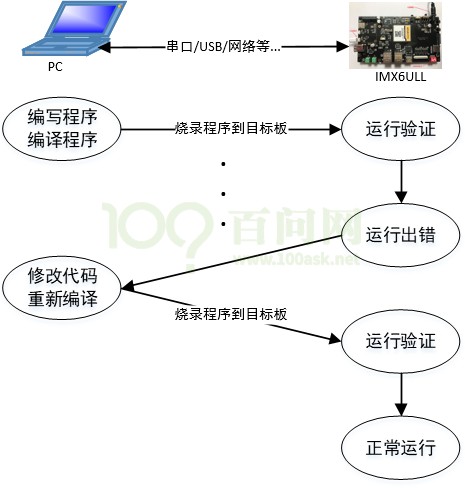 串口/USB/网络等...
PC
IMX6ULL
编写程序
编译程序
烧录程序到目标板
运行验证
100 百问网
www.100ask.net
运行出错
修改代码
重新编译
烧录程序到目标板
运行验证
正常运行